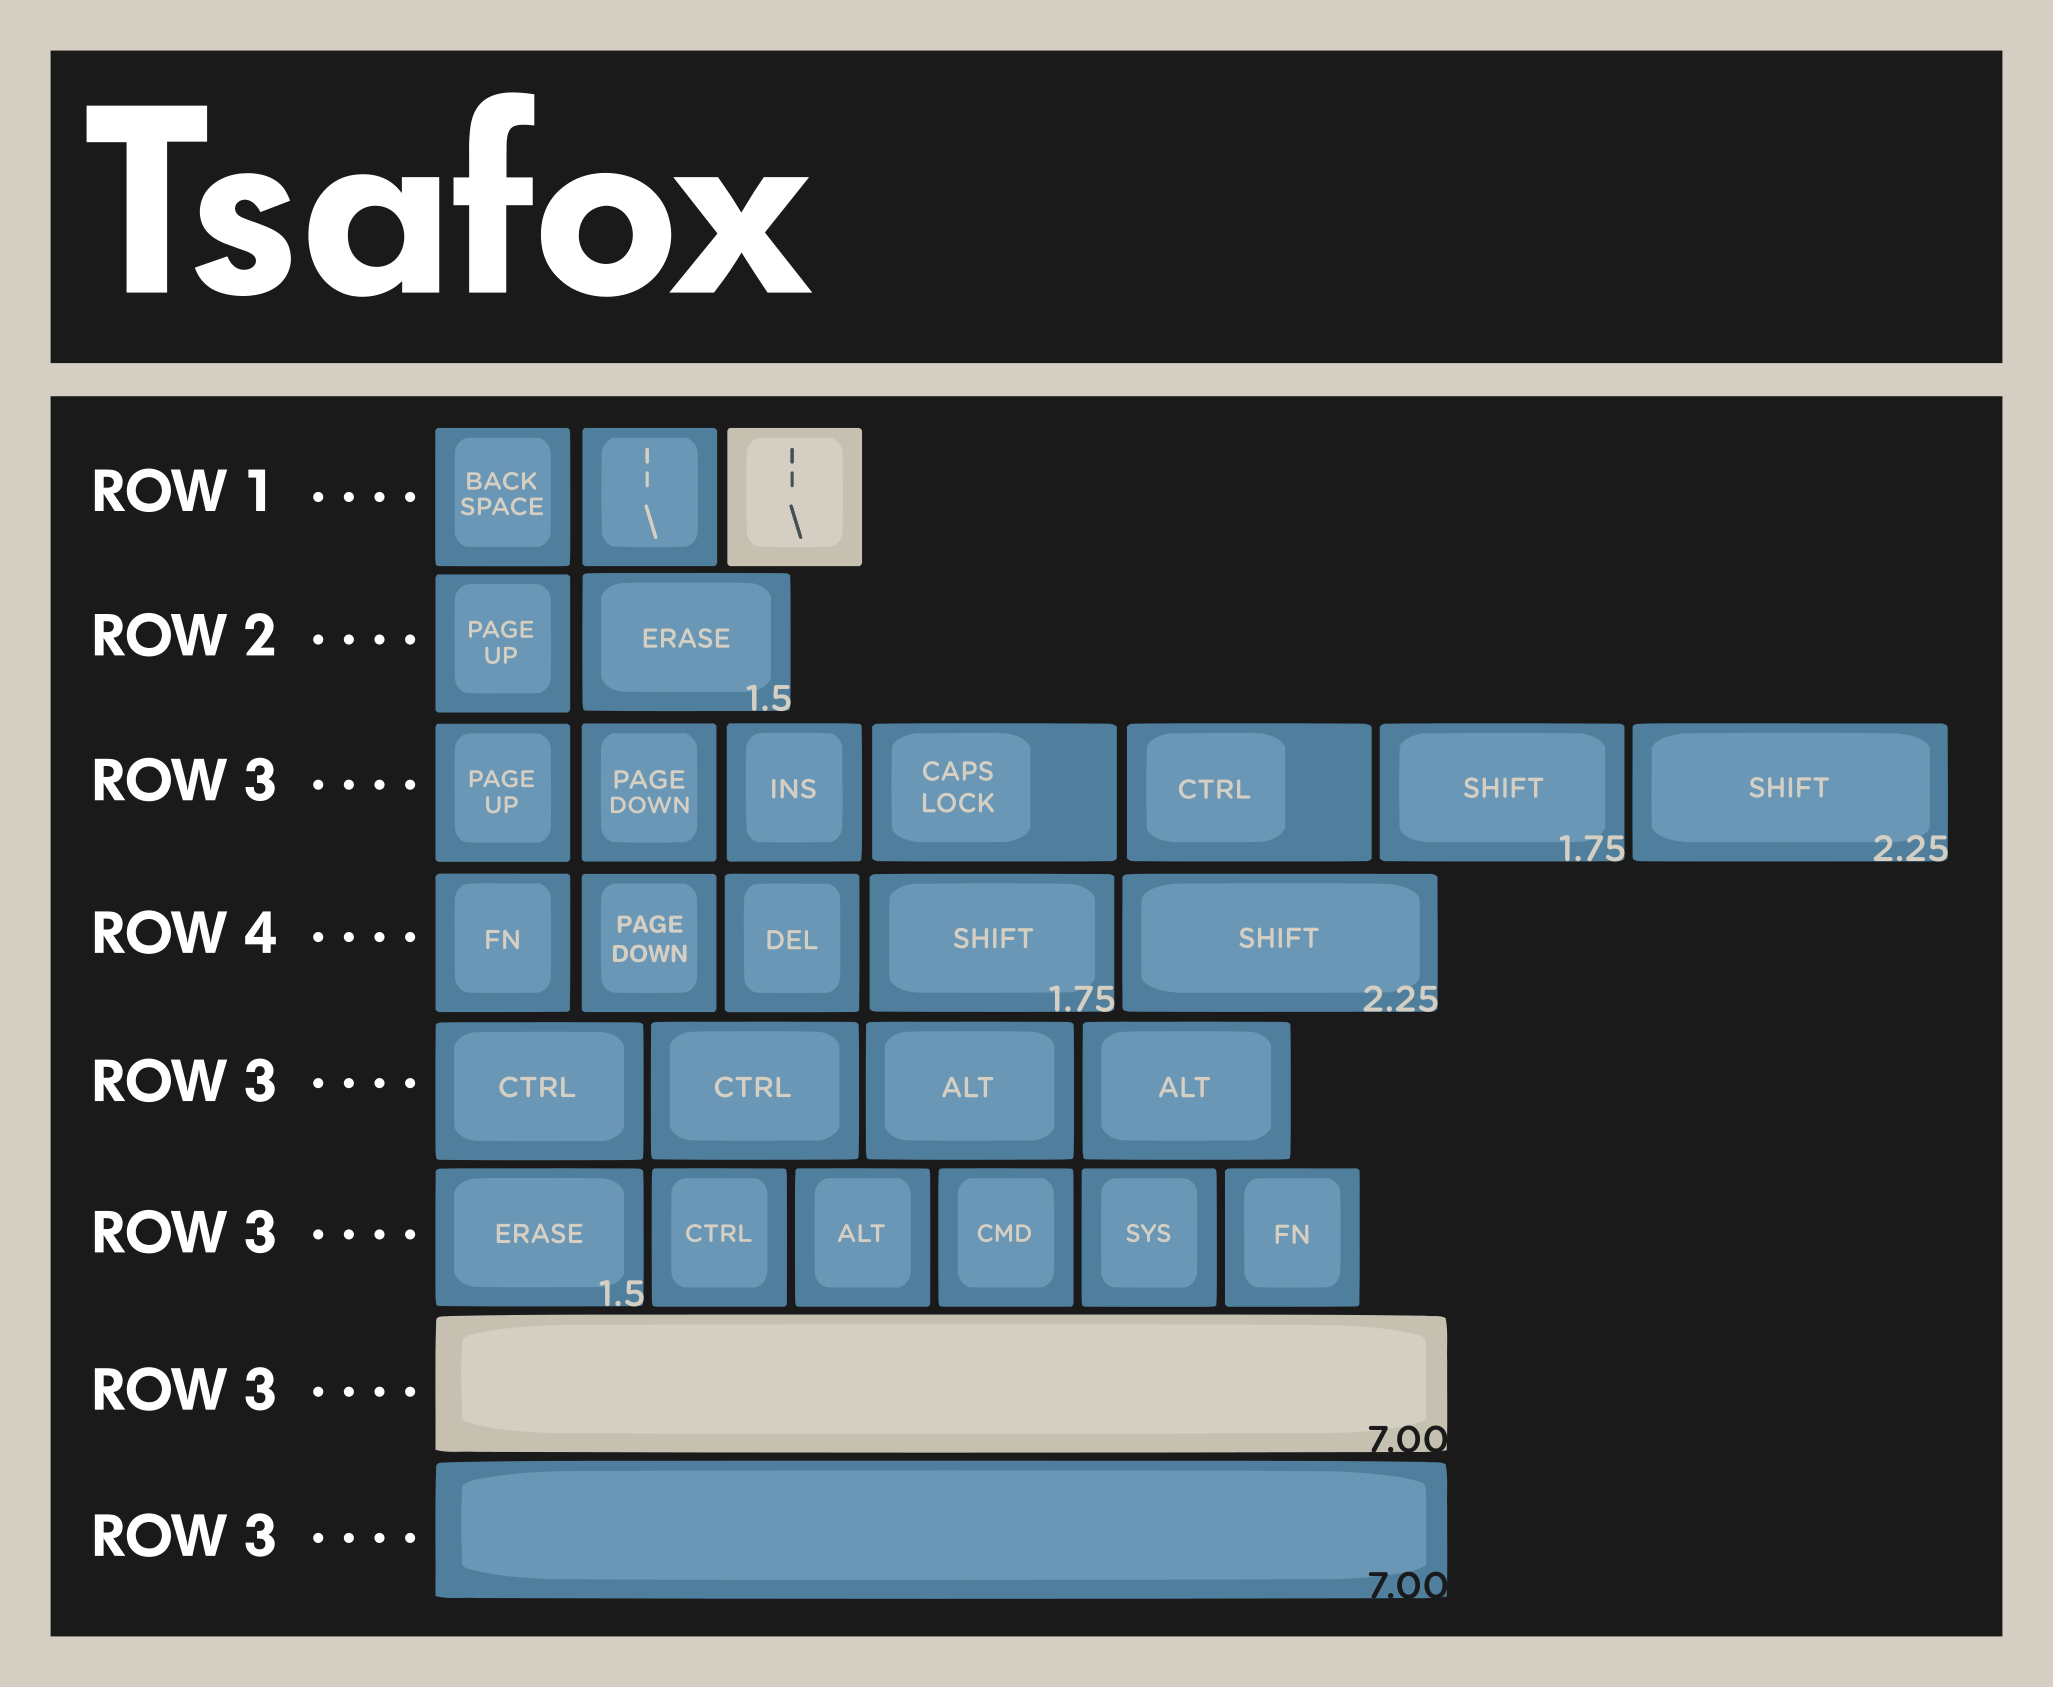 Tsafox
ROW 1 .... BACK SPACE ¦ \ ¦ \
ROW 2 .... PAGE UP ERASE 1.5
ROW 3 .... PAGE UP PAGE DOWN INS CAPS LOCK CTRL SHIFT 1.75 SHIFT 2.25
ROW 4 .... FN PAGE DOWN DEL SHIFT 1.75 SHIFT 2.25
ROW 3 .... CTRL CTRL ALT ALT
ROW 3 .... ERASE 1.5 CTRL ALT CMD SYS FN
ROW 3 .... 7.00
ROW 3 .... 7.00